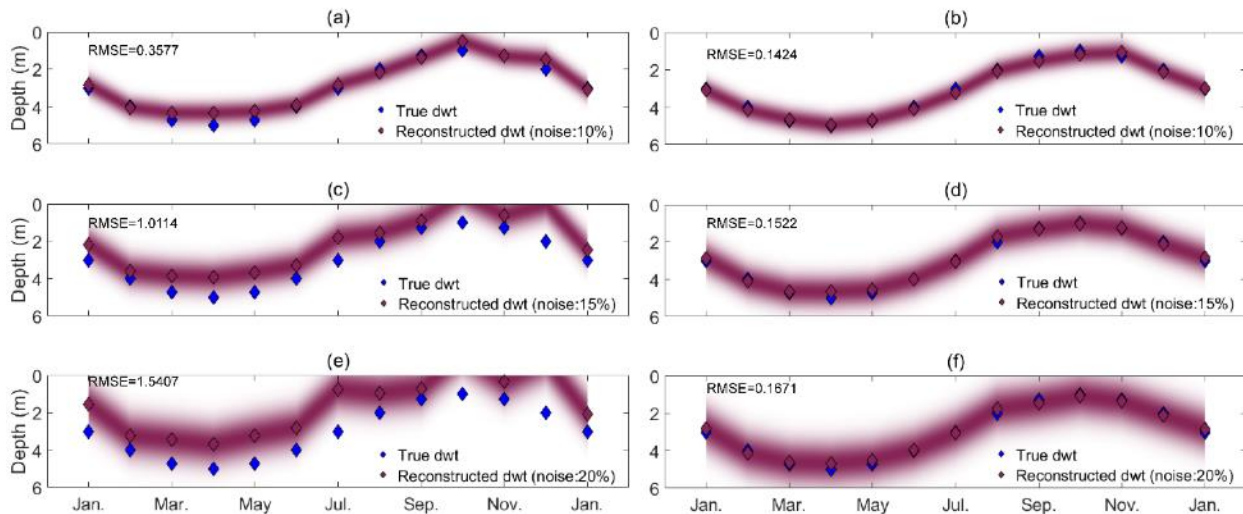 (a)
Depth (m)
0
2
4
6
RMSE=0.3577
True dwt
Reconstructed dwt (noise:10%)
(b)
0
2
4
6
RMSE=0.1424
True dwt
Reconstructed dwt (noise:10%)
(c)
Depth (m)
0
2
4
6
RMSE=1.0114
True dwt
Reconstructed dwt (noise:15%)
(d)
0
2
4
6
RMSE=0.1522
True dwt
Reconstructed dwt (noise:15%)
(e)
Depth (m)
0
2
4
6
RMSE=1.5407
True dwt
Reconstructed dwt (noise:20%)
Jan. Mar. May Jul. Sep. Nov. Jan.
(f)
0
2
4
6
RMSE=0.1671
True dwt
Reconstructed dwt (noise:20%)
Jan. Mar. May Jul. Sep. Nov. Jan.